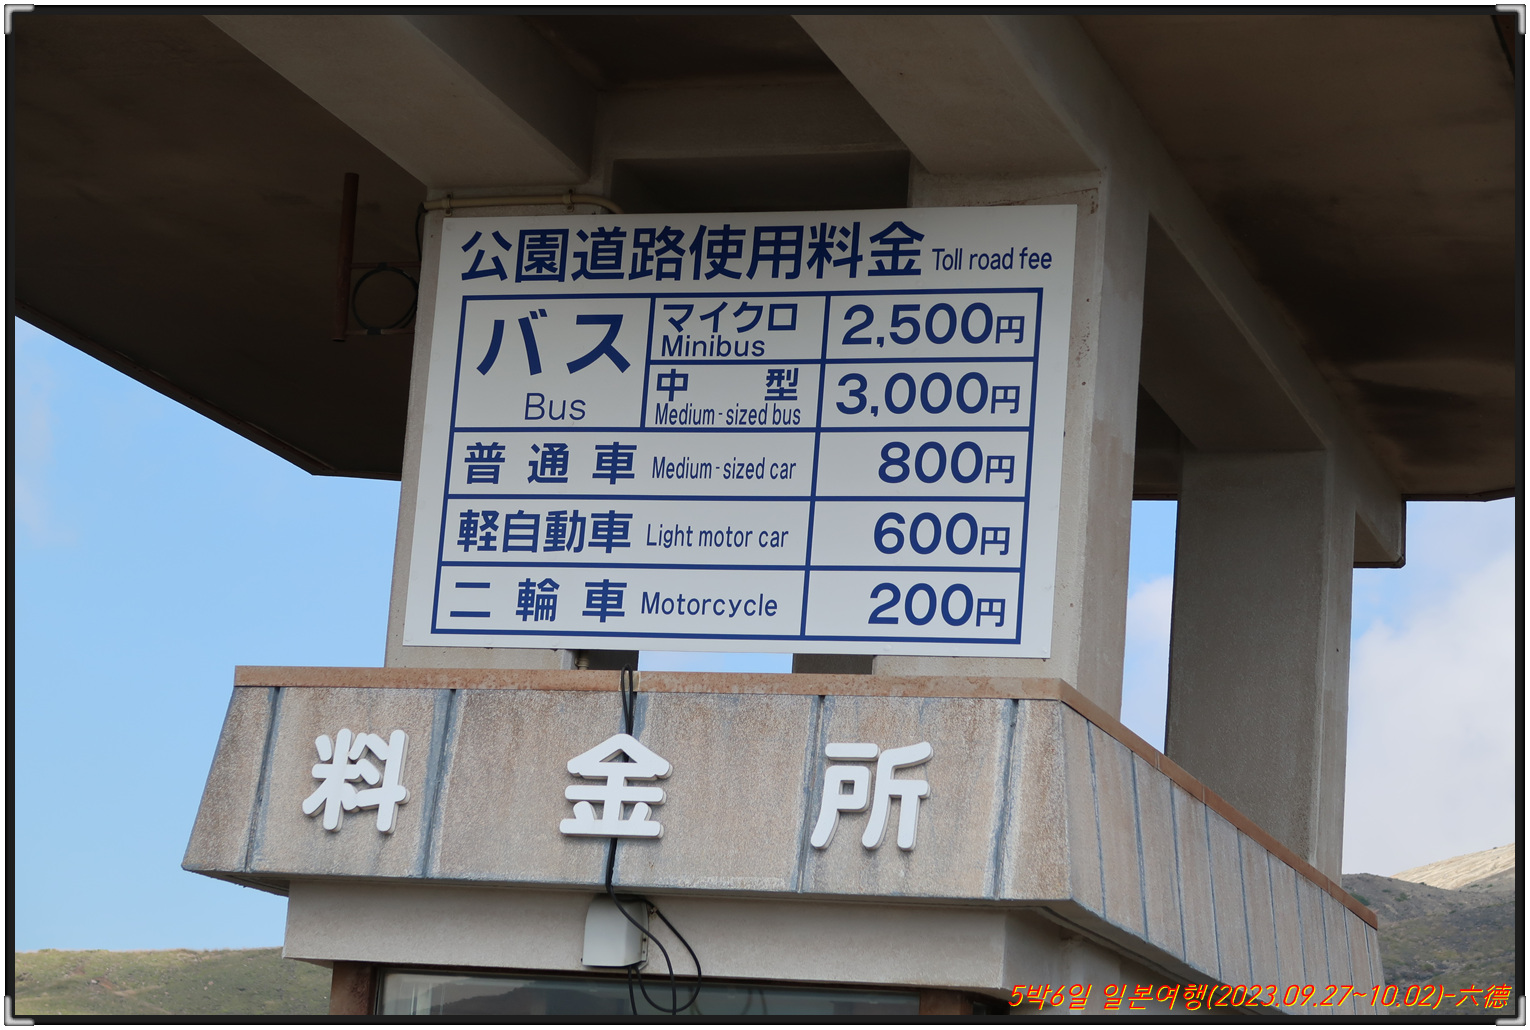 公園道路使用料金 Toll road fee
バス
Bus
マイクロ
Minibus
2,500円
中型
Medium-sized bus
3,000円
普通車 Medium-sized car 800円
軽自動車 Light motor car 600円
二輪車 Motorcycle 200円
料金所
5박6일 일본여행(2023.09.27~10.02)-六德